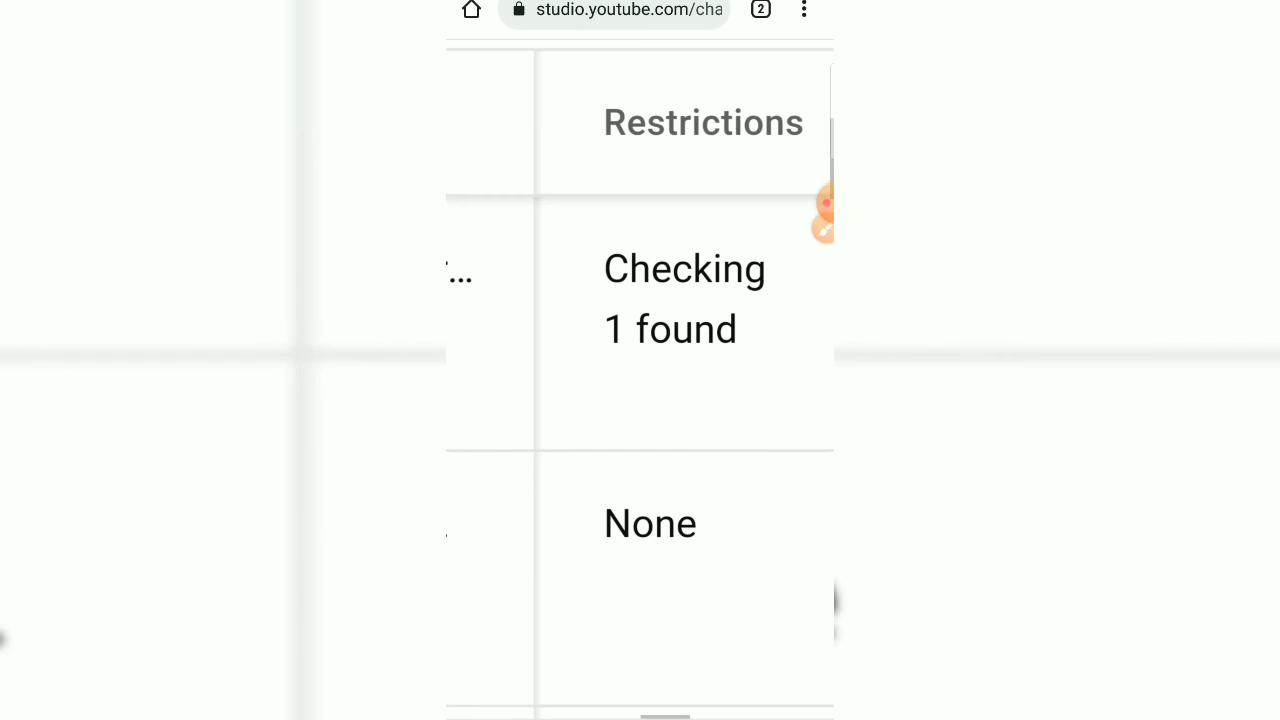 studio.youtube.com/cha
2
Restrictions
...
Checking
1 found
None